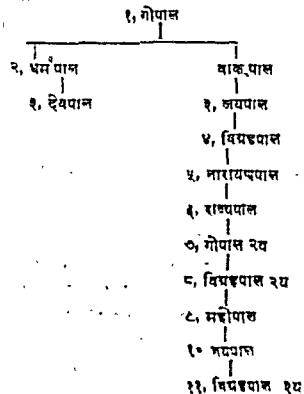 १, गोपाल
२, धर्मपाल वाक्पाल
३, देवपाल ३, जयपाल
४, विग्रहपाल
५, नारायणपाल
६, राज्यपाल
७, गोपाल २य
८, विग्रहपाल २य
९, महीपाल
१० नयपाल
११, विग्रहपाल ३य